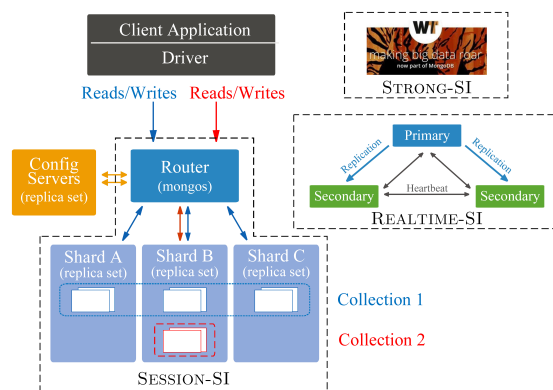 Client Application
Driver
Reads/Writes
Reads/Writes
Config
Servers
(replica set)
Router
(mongos)
Shard A
(replica set)
Shard B
(replica set)
Shard C
(replica set)
Collection 1
Collection 2
SESSION-SI
making big data roar
now part of MongoDB
STRONG-SI
Primary
Replication
Replication
Secondary
Heartbeat
Secondary
REALTIME-SI